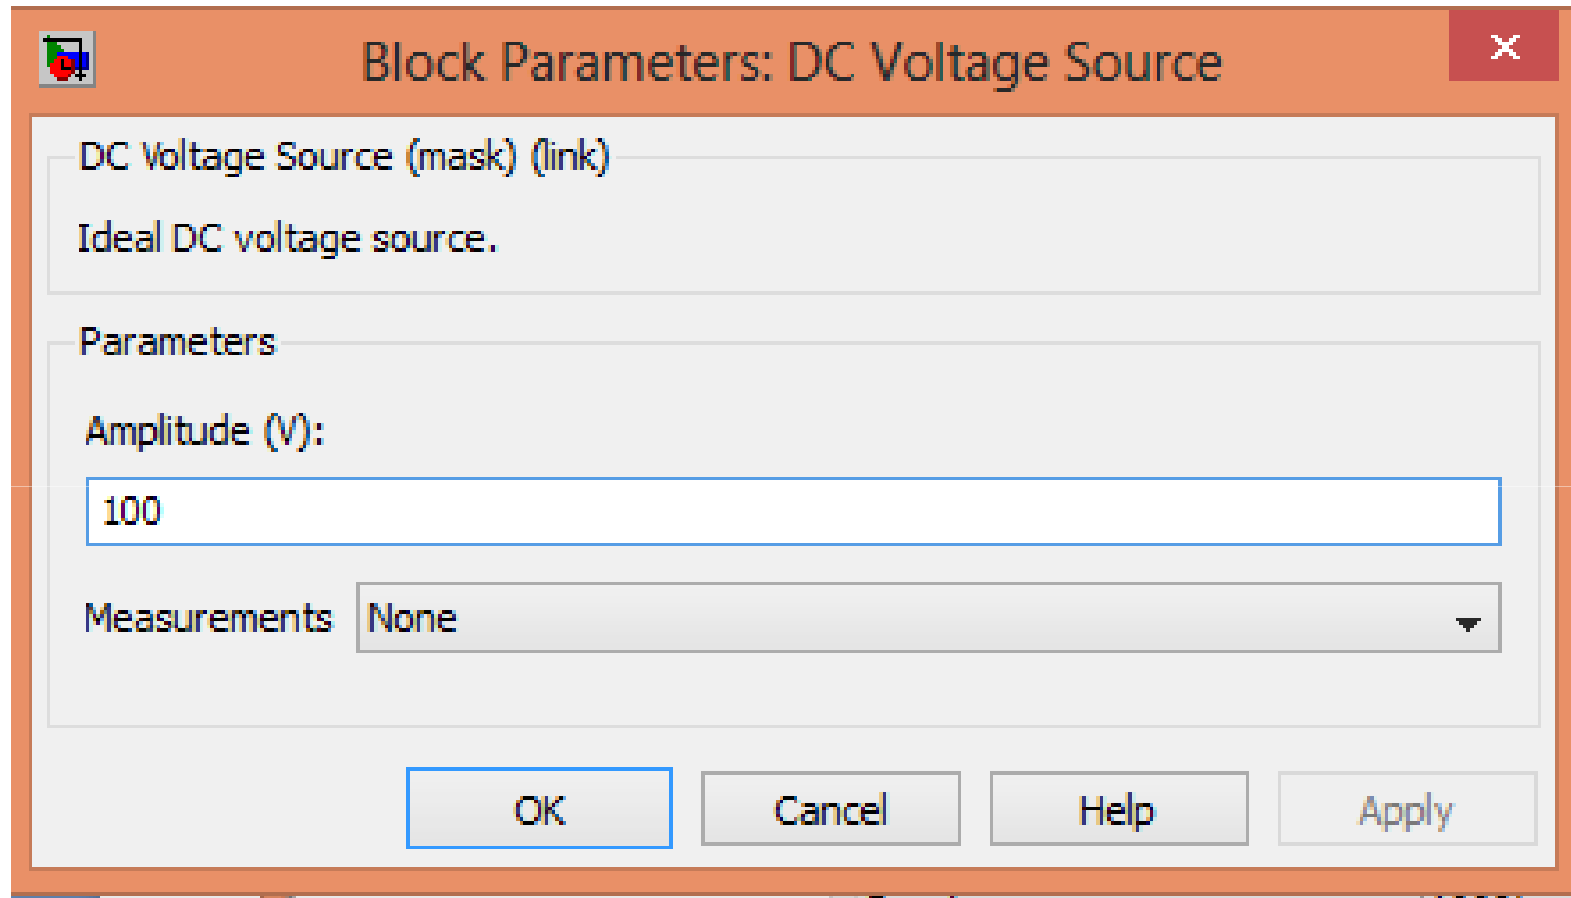 Block Parameters: DC Voltage Source
DC Voltage Source (mask) (link)
Ideal DC voltage source.
Parameters
Amplitude (V):
100
Measurements None
OK Cancel Help Apply